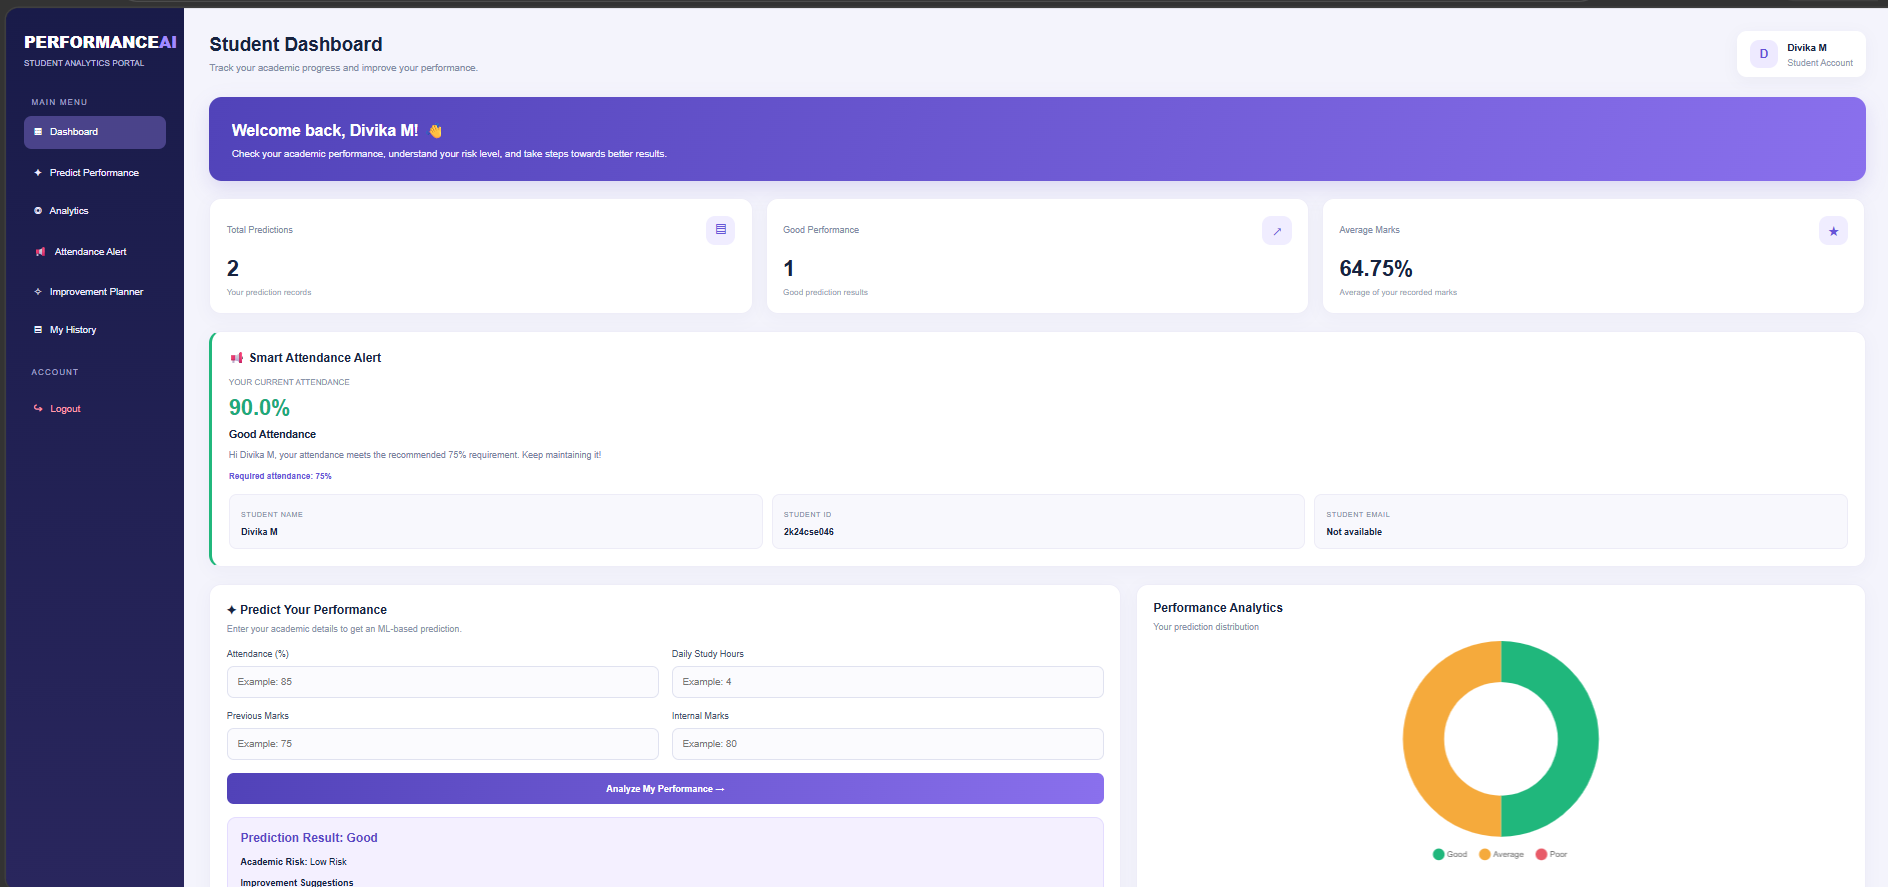 PERFORMANCEAI
STUDENT ANALYTICS PORTAL
MAIN MENU
Dashboard
Predict Performance
Analytics
Attendance Alert
Improvement Planner
My History
ACCOUNT
Logout
Student Dashboard
Track your academic progress and improve your performance.
D
Divika M
Student Account
Welcome back, Divika M! 👋
Check your academic performance, understand your risk level, and take steps towards better results.
Total Predictions
2
Your prediction records
Good Performance
1
Good prediction results
Average Marks
64.75%
Average of your recorded marks
Smart Attendance Alert
YOUR CURRENT ATTENDANCE
90.0%
Good Attendance
Hi Divika M, your attendance meets the recommended 75% requirement. Keep maintaining it!
Required attendance: 75%
STUDENT NAME
Divika M
STUDENT ID
2k24cse046
STUDENT EMAIL
Not available
✦ Predict Your Performance
Enter your academic details to get an ML-based prediction.
Attendance (%)
Example: 85
Daily Study Hours
Example: 4
Previous Marks
Example: 75
Internal Marks
Example: 80
Analyze My Performance →
Prediction Result: Good
Academic Risk: Low Risk
Improvement Suggestions
Performance Analytics
Your prediction distribution
Good Average Poor